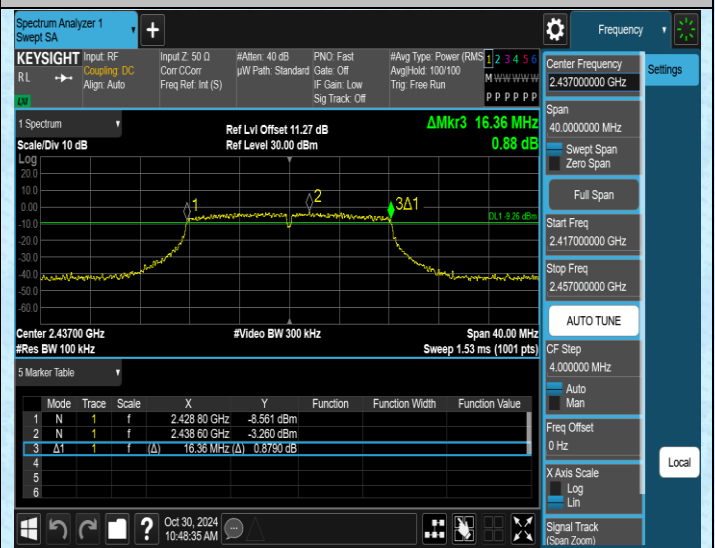 Spectrum Analyzer 1
Swept SA
+
Frequency
KEYSIGHT Input: RF
RL
Coupling: DC
Align: Auto
LXI
Input Z: 50 Ω
Corr CCorr
Freq Ref: Int (S)
#Atten: 40 dB
µW Path: Standard
PNO: Fast
Gate: Off
IF Gain: Low
Sig Track: Off
#Avg Type: Power (RMS
Avg|Hold: 100/100
Trig: Free Run
1 2 3 4 5 6
M W W W W W
P P P P P P
1 Spectrum
Scale/Div 10 dB
Ref Lvl Offset 11.27 dB
Ref Level 30.00 dBm
ΔMkr3 16.36 MHz
0.88 dB
Log
20.0
10.0
0.00
-10.0
-20.0
-30.0
-40.0
-50.0
-60.0
1
2
3Δ1
DL1 -9.26 dBm
Center 2.43700 GHz
#Res BW 100 kHz
#Video BW 300 kHz
Span 40.00 MHz
Sweep 1.53 ms (1001 pts)
5 Marker Table
Mode Trace Scale X Y Function Function Width Function Value
1 N 1 f 2.428 80 GHz -8.561 dBm
2 N 1 f 2.438 60 GHz -3.260 dBm
3 Δ1 1 f (Δ) 16.36 MHz (Δ) 0.8790 dB
4
5
6
Center Frequency
2.437000000 GHz
Span
40.0000000 MHz
Swept Span
Zero Span
Full Span
Start Freq
2.417000000 GHz
Stop Freq
2.457000000 GHz
AUTO TUNE
CF Step
4.000000 MHz
Auto
Man
Freq Offset
0 Hz
X Axis Scale
Log
Lin
Signal Track
(Span Zoom)
Settings
Local
?
Oct 30, 2024
10:48:35 AM